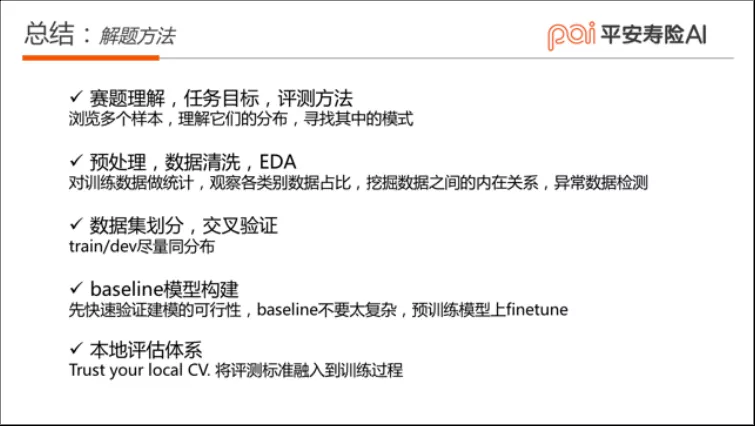 总结：解题方法
pai 平安寿险AI
✓ 赛题理解，任务目标，评测方法
浏览多个样本，理解它们的分布，寻找其中的模式
✓ 预处理，数据清洗，EDA
对训练数据做统计，观察各类别数据占比，挖掘数据之间的内在关系，异常数据检测
✓ 数据集划分，交叉验证
train/dev尽量同分布
✓ baseline模型构建
先快速验证建模的可行性，baseline不要太复杂，预训练模型上finetune
✓ 本地评估体系
Trust your local CV. 将评测标准融入到训练过程